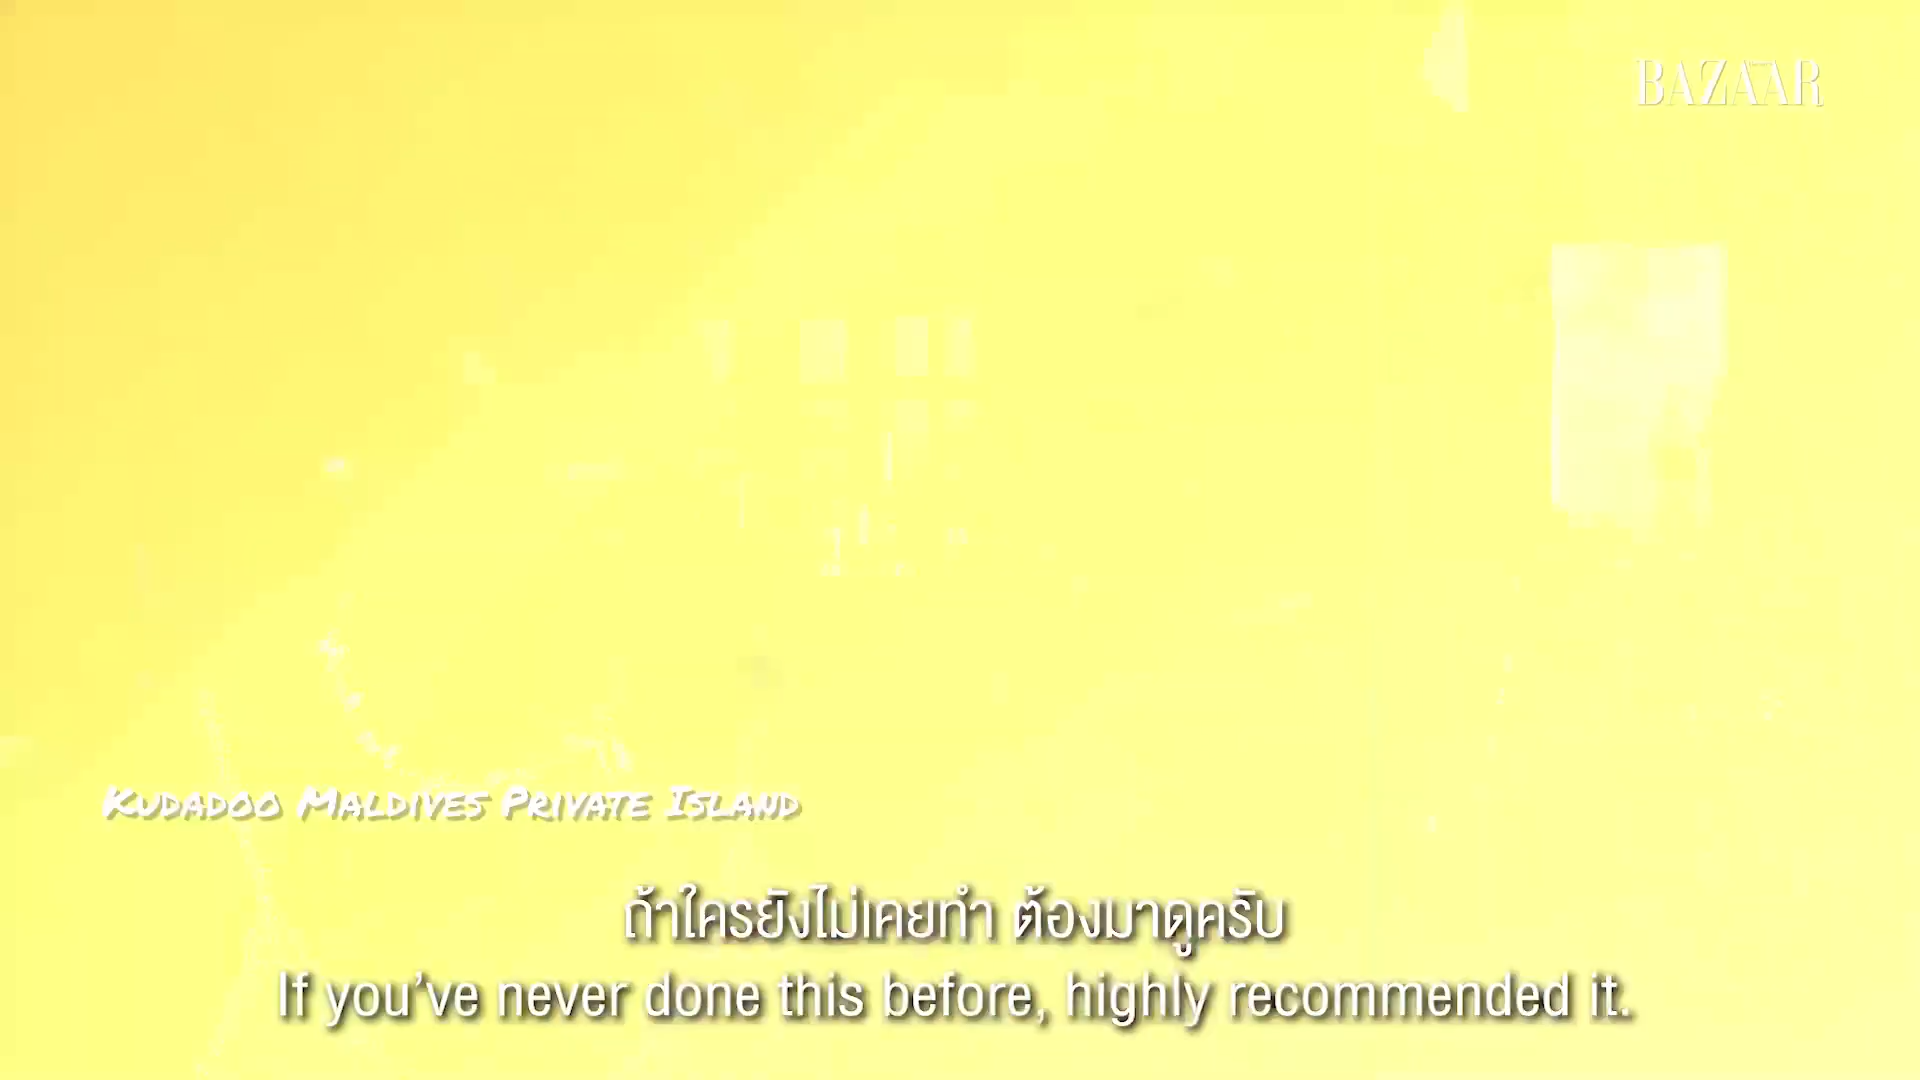 BAZAAR
Kudadoo Maldives Private Island
ถ้าใครยังไม่เคยทำ ต้องมาดูครับ
If you've never done this before, highly recommended it.